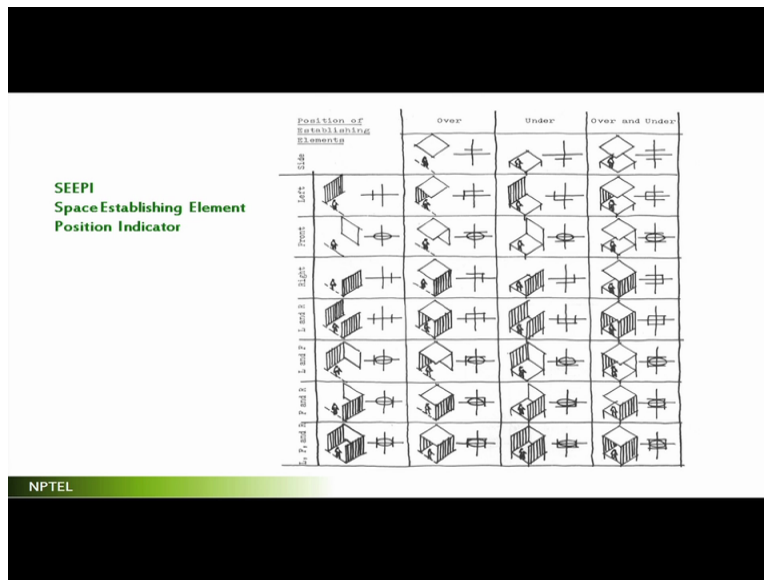 SEEPI
Space Establishing Element
Position Indicator
Position of
Establishing
Elements
Over
Under
Over and Under
Side
Left
Front
Right
L and R
L and F
F and R
L, F, and R
NPTEL